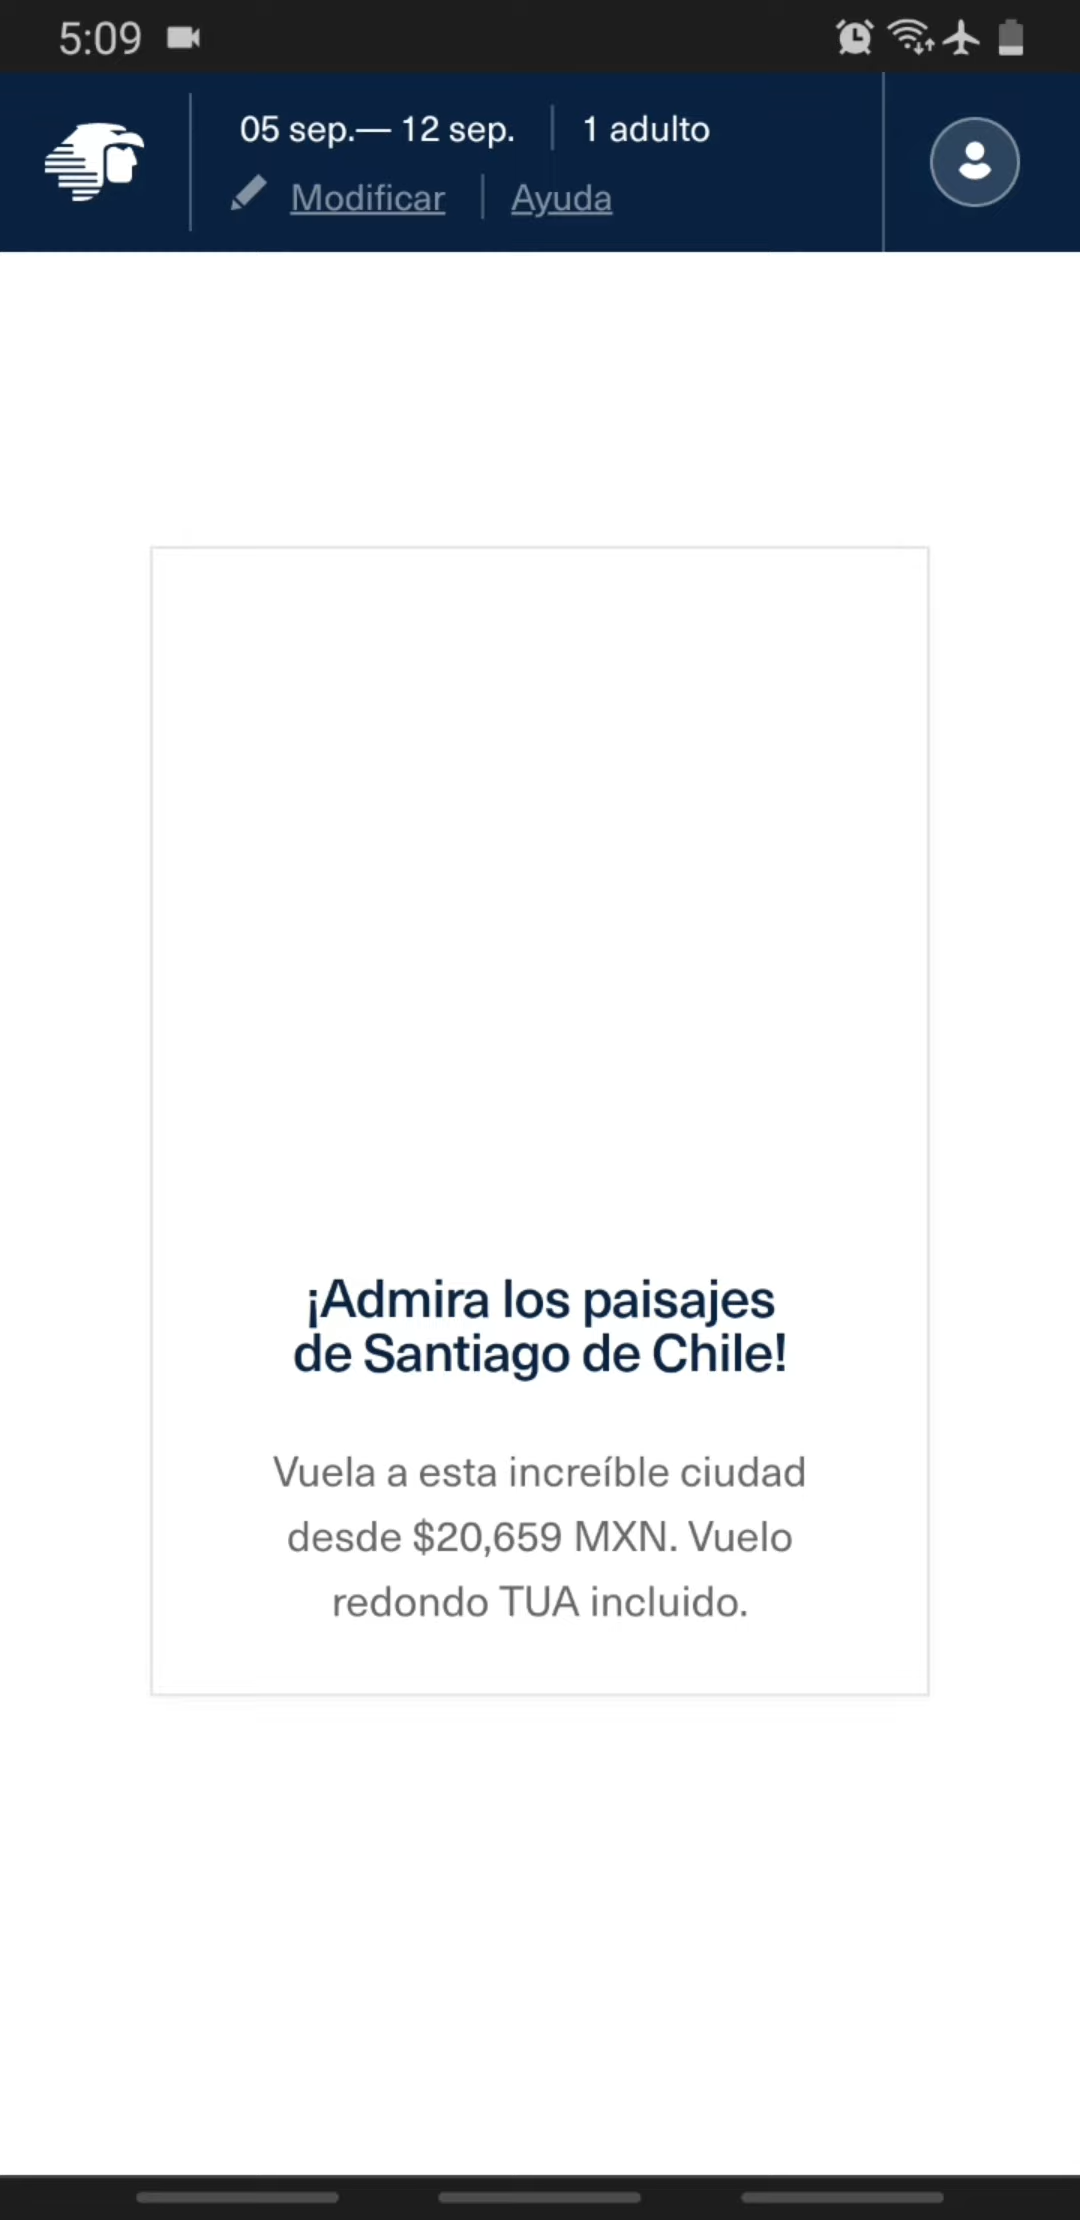 5:09
05 sep.— 12 sep. 1 adulto
Modificar Ayuda
¡Admira los paisajes
de Santiago de Chile!
Vuela a esta increíble ciudad
desde $20,659 MXN. Vuelo
redondo TUA incluido.